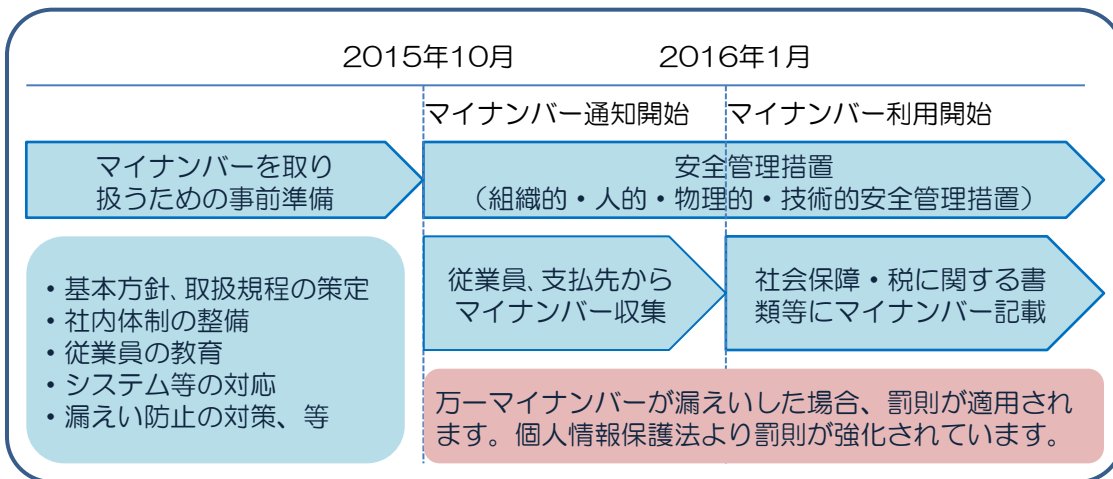 2015年10月
2016年1月
マイナンバー通知開始
マイナンバー利用開始
マイナンバーを取り
扱うための事前準備
安全管理措置
（組織的・人的・物理的・技術的安全管理措置）
・基本方針、取扱規程の策定
・社内体制の整備
・従業員の教育
・システム等の対応
・漏えい防止の対策、等
従業員、支払先から
マイナンバー収集
社会保障・税に関する書
類等にマイナンバー記載
万一マイナンバーが漏えいした場合、罰則が適用され
ます。個人情報保護法より罰則が強化されています。